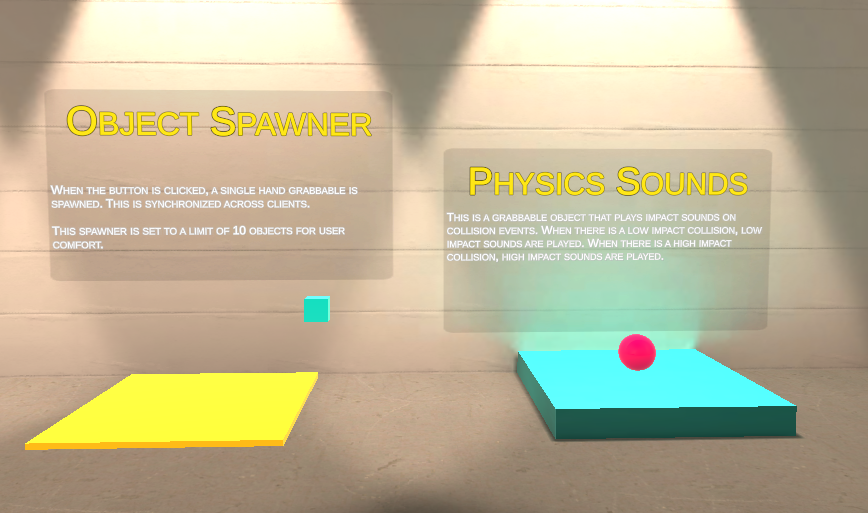 Object Spawner
When the button is clicked, a single hand grabbable is
spawned. This is synchronized across clients.
This spawner is set to a limit of 10 objects for user
comfort.
Physics Sounds
This is a grabbable object that plays impact sounds on
collision events. When there is a low impact collision, low
impact sounds are played. When there is a high impact
collision, high impact sounds are played.